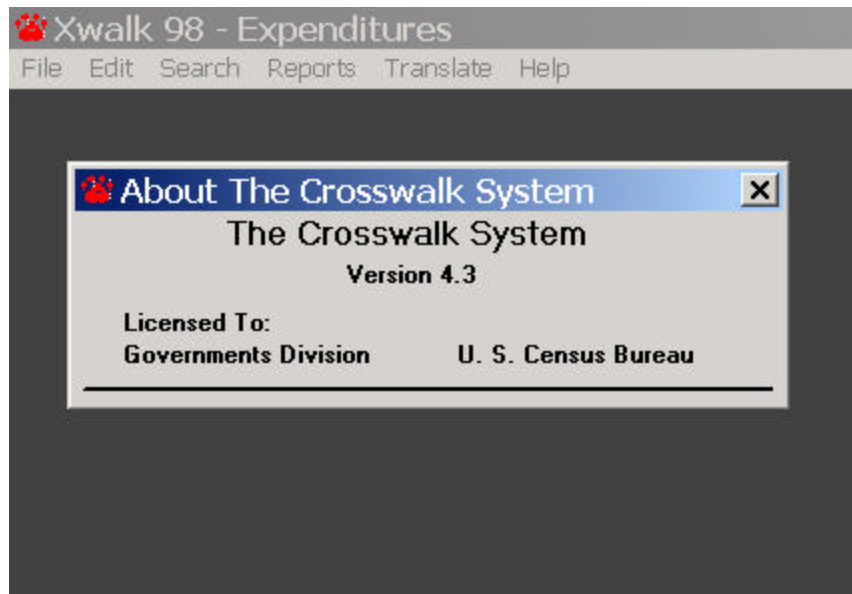 Xwalk 98 - Expenditures
File Edit Search Reports Translate Help
About The Crosswalk System
The Crosswalk System
Version 4.3
Licensed To:
Governments Division U. S. Census Bureau